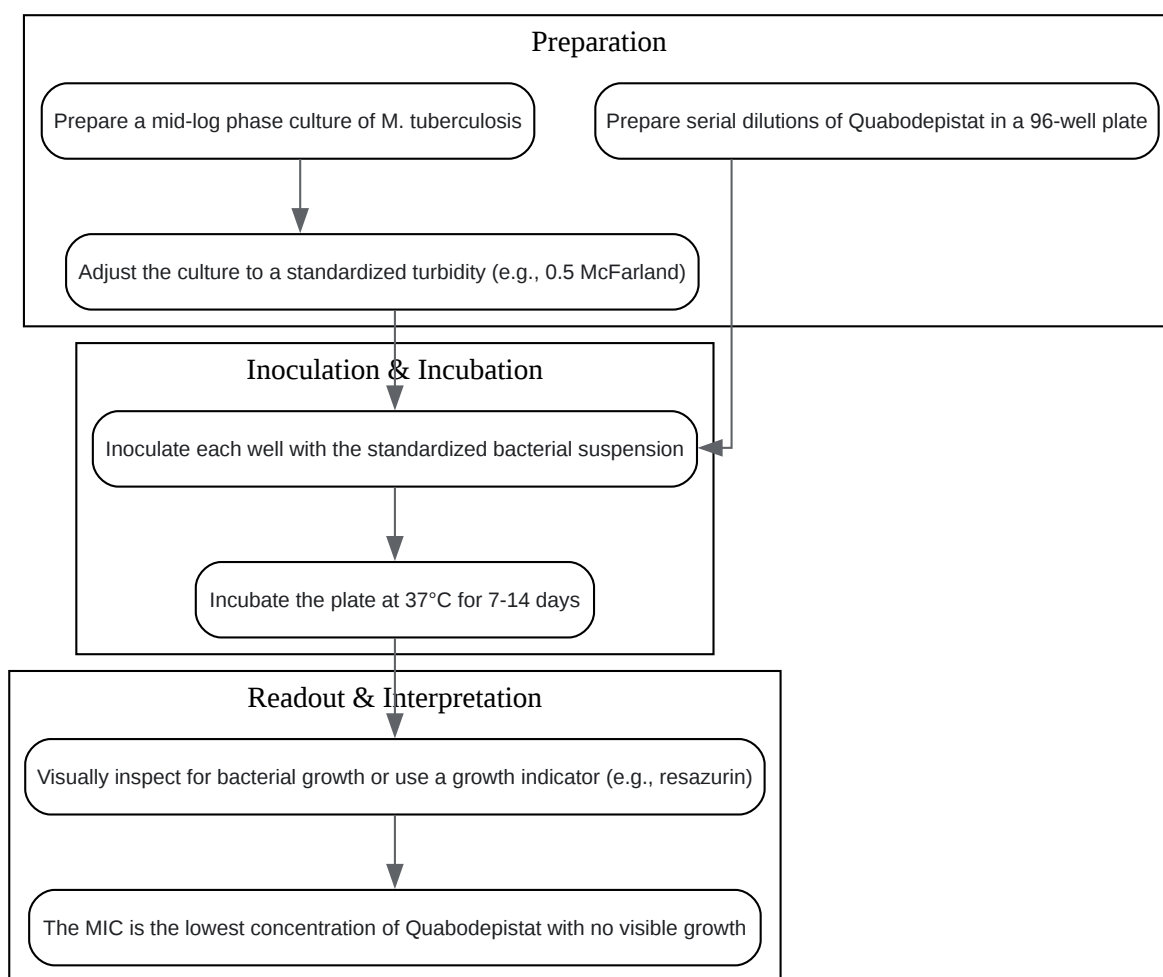 Preparation
Prepare a mid-log phase culture of M. tuberculosis
Prepare serial dilutions of Quabodepistat in a 96-well plate
Adjust the culture to a standardized turbidity (e.g., 0.5 McFarland)
Inoculation & Incubation
Inoculate each well with the standardized bacterial suspension
Incubate the plate at 37°C for 7-14 days
Readout & Interpretation
Visually inspect for bacterial growth or use a growth indicator (e.g., resazurin)
The MIC is the lowest concentration of Quabodepistat with no visible growth